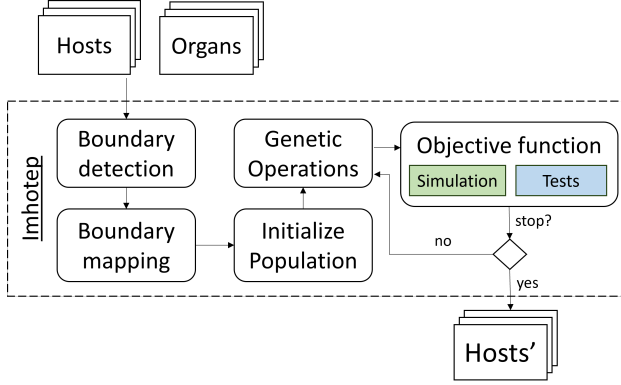 Hosts
Organs
Imhotep
Boundary
detection
Boundary
mapping
Initialize
Population
Genetic
Operations
Objective function
Simulation
Tests
stop?
no
yes
Hosts’